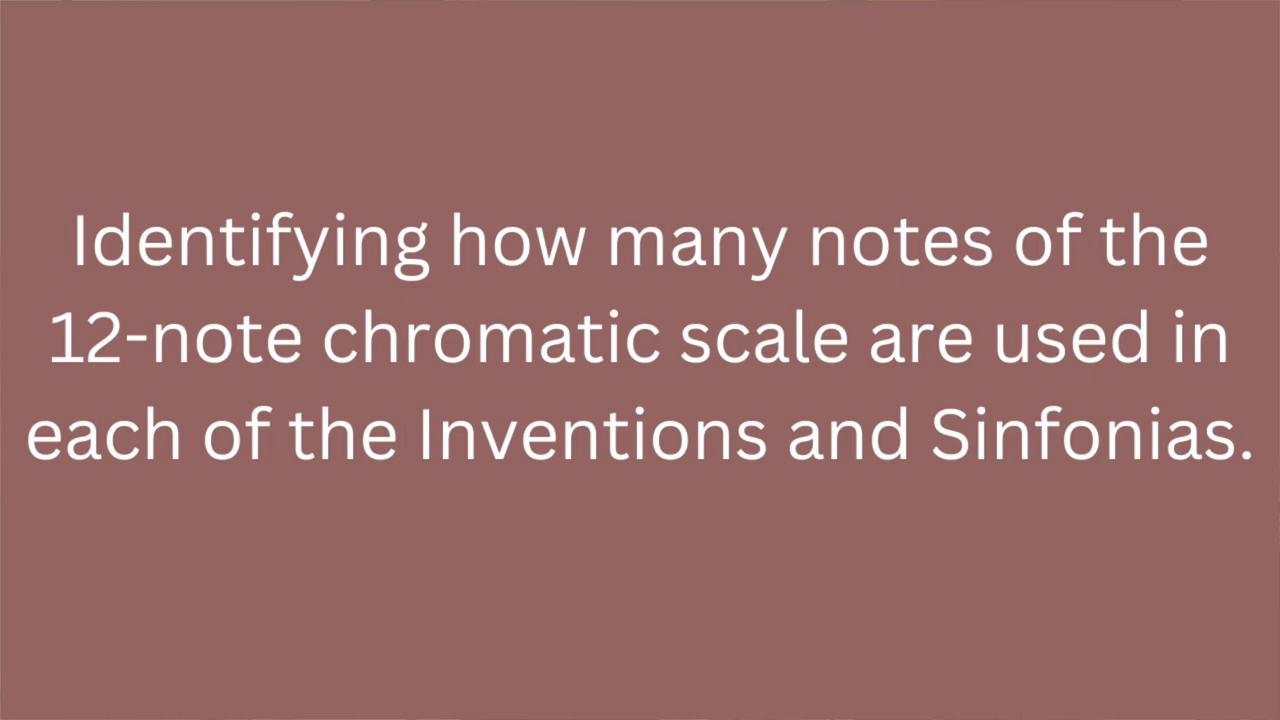 Identifying how many notes of the
12-note chromatic scale are used in
each of the Inventions and Sinfonias.